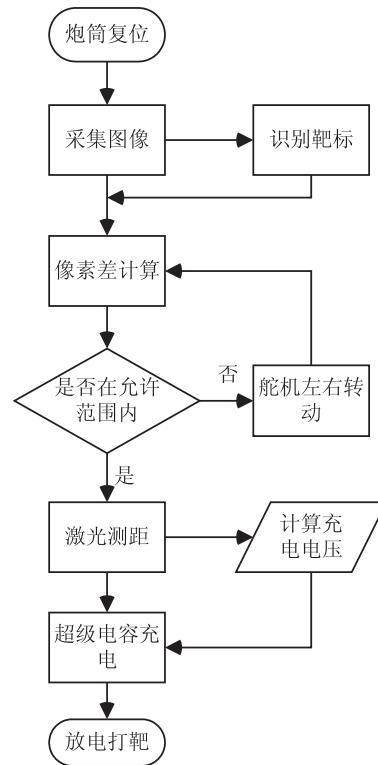 炮筒复位
采集图像
识别靶标
像素差计算
是否在允许
范围内
否
舵机左右转
动
是
激光测距
计算充
电电压
超级电容充
电
放电打靶